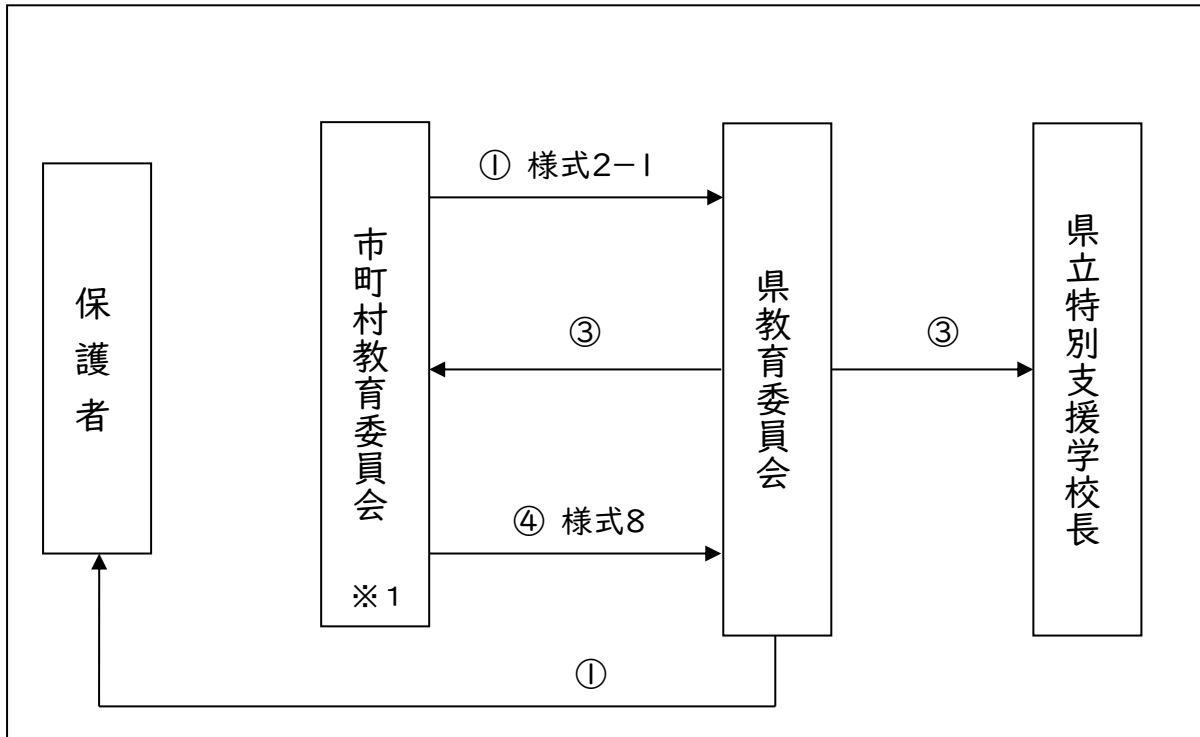 ① 様式2-1
保護者
市町村教育委員会
※1
県教育委員会
県立特別支援学校長
③
③
④ 様式8
①